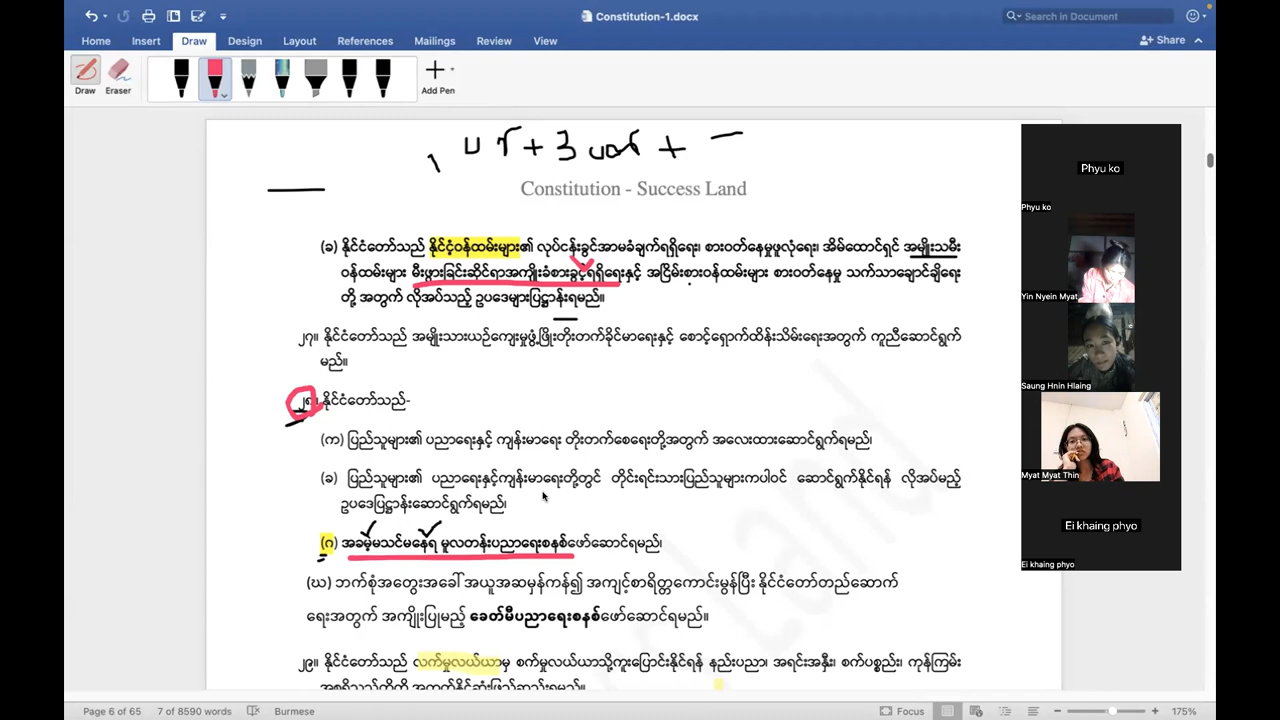 Constitution-1.docx
Search in Document
Home Insert Draw Design Layout References Mailings Review View
Share
Draw Eraser Add Pen
Constitution - Success Land
(ခ) နိုင်ငံတော်သည် နိုင်ငံ့ဝန်ထမ်းများ၏ လုပ်ငန်းခွင်အာမခံချက်ရရှိရေး၊ စားဝတ်နေမှုဖူလုံရေး၊ အိမ်ထောင်ရှင် အမျိုးသမီး
ဝန်ထမ်းများ မီးဖွားခြင်းဆိုင်ရာအကျိုးခံစားခွင့်ရရှိရေးနှင့် အငြိမ်းစားဝန်ထမ်းများ စားဝတ်နေမှု သက်သာချောင်ချိရေး
တို့ အတွက် လိုအပ်သည့် ဥပဒေများပြဋ္ဌာန်းရမည်။
၂၇။ နိုင်ငံတော်သည် အမျိုးသားယဉ်ကျေးမှုဖွံ့ဖြိုးတိုးတက်ခိုင်မာရေးနှင့် စောင့်ရှောက်ထိန်းသိမ်းရေးအတွက် ကူညီဆောင်ရွက်
မည်။
၂၈။ နိုင်ငံတော်သည်-
(က) ပြည်သူများ၏ ပညာရေးနှင့် ကျန်းမာရေး တိုးတက်စေရေးတို့အတွက် အလေးထားဆောင်ရွက်ရမည်၊
(ခ) ပြည်သူများ၏ ပညာရေးနှင့်ကျန်းမာရေးတို့တွင် တိုင်းရင်းသားပြည်သူများကပါဝင် ဆောင်ရွက်နိုင်ရန် လိုအပ်မည့်
ဥပဒေပြဋ္ဌာန်းဆောင်ရွက်ရမည်၊
(ဂ) အခမဲ့မသင်မနေရ မူလတန်းပညာရေးစနစ်ဖော်ဆောင်ရမည်၊
(ဃ) ဘက်စုံအတွေးအခေါ် အယူအဆမှန်ကန်၍ အကျင့်စာရိတ္တကောင်းမွန်ပြီး နိုင်ငံတော်တည်ဆောက်
ရေးအတွက် အကျိုးပြုမည့် ခေတ်မီပညာရေးစနစ်ဖော်ဆောင်ရမည်။
၂၉။ နိုင်ငံတော်သည် လက်မှုလယ်ယာမှ စက်မှုလယ်ယာသို့ကူးပြောင်းနိုင်ရန် နည်းပညာ၊ အရင်းအနှီး၊ စက်ပစ္စည်း၊ ကုန်ကြမ်း
Phyu ko
Phyu ko
Yin Nyein Myat
Saung Hnin Hlaing
Myat Myat Thin
Ei khaing phyo
Ei khaing phyo
Page 6 of 65 7 of 8590 words Burmese Focus 175%